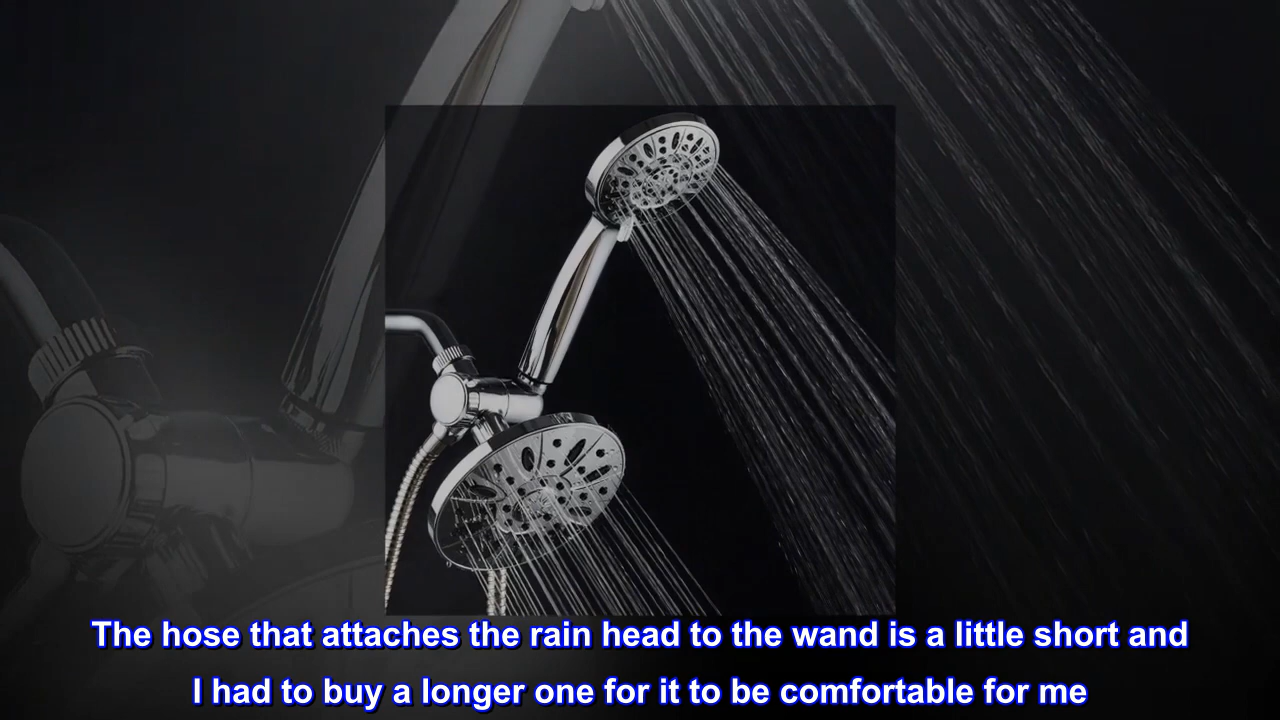 The hose that attaches the rain head to the wand is a little short and
I had to buy a longer one for it to be comfortable for me